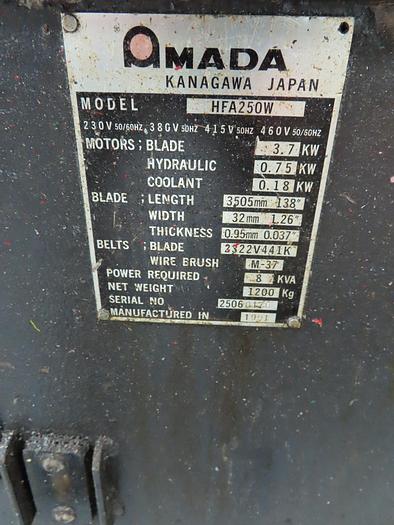 AMADA
KANAGAWA JAPAN
MODEL HFA250W
230V 50/60HZ 380V 50HZ 415V 50HZ 460V 50/60HZ
MOTORS; BLADE 3.7 KW
HYDRAULIC 0.75 KW
COOLANT 0.18 KW
BLADE; LENGTH 3505mm 138"
WIDTH 32mm 1.26"
THICKNESS 0.95mm 0.037"
BELTS; BLADE 2322V441K
WIRE BRUSH M-37
POWER REQUIRED 8 KVA
NET WEIGHT 1200 Kg
SERIAL NO
MANUFACTURED IN 1991